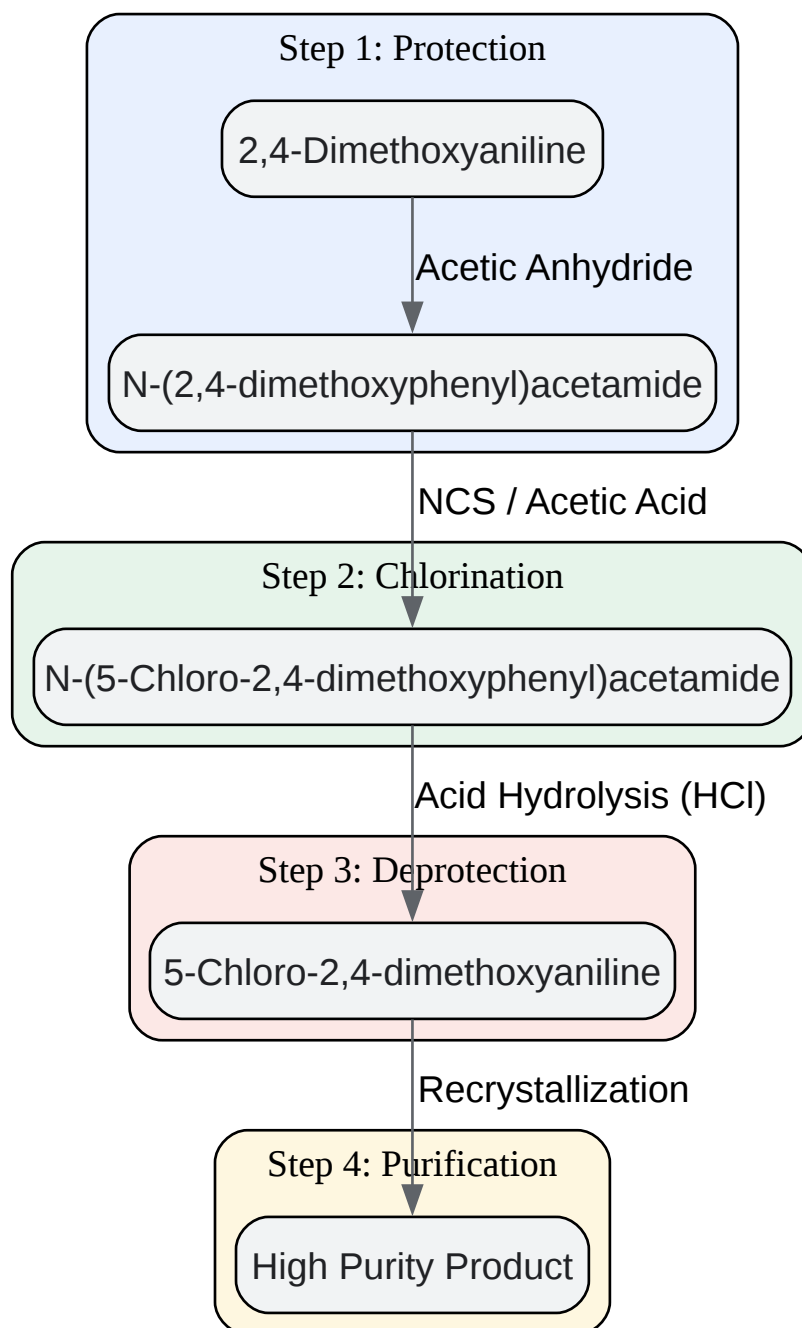 Step 1: Protection
2,4-Dimethoxyaniline
Acetic Anhydride
N-(2,4-dimethoxyphenyl)acetamide
NCS / Acetic Acid
Step 2: Chlorination
N-(5-Chloro-2,4-dimethoxyphenyl)acetamide
Acid Hydrolysis (HCl)
Step 3: Deprotection
5-Chloro-2,4-dimethoxyaniline
Recrystallization
Step 4: Purification
High Purity Product